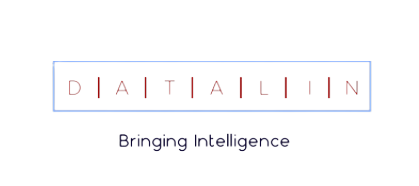 D | A | T | A | L | I | N
Bringing Intelligence